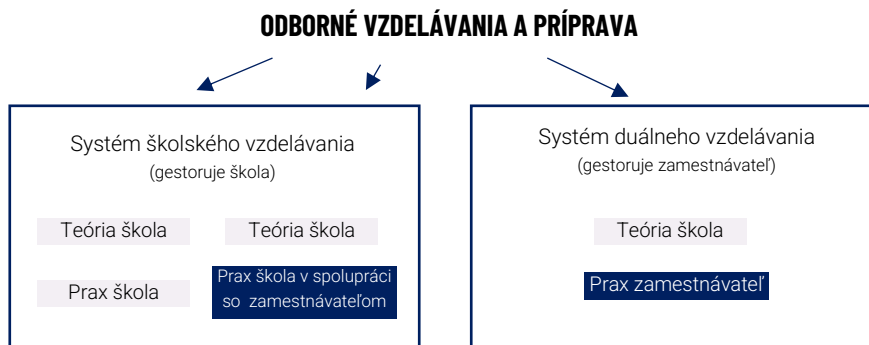 ODBORNÉ VZDELÁVANIA A PRÍPRAVA
Systém školského vzdelávania
(gestoruje škola)
Teória škola
Teória škola
Prax škola
Prax škola v spolupráci
so zamestnávateľom
Systém duálneho vzdelávania
(gestoruje zamestnávateľ)
Teória škola
Prax zamestnávateľ